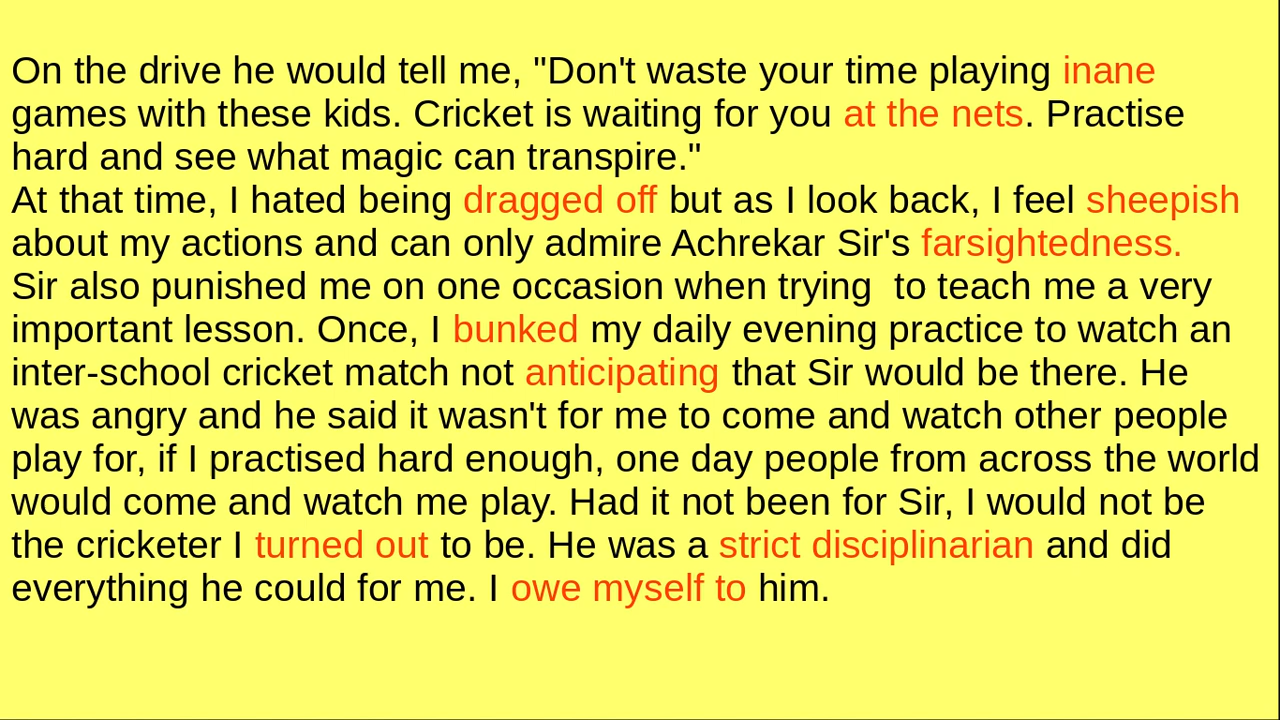 On the drive he would tell me, "Don't waste your time playing inane
games with these kids. Cricket is waiting for you at the nets. Practise
hard and see what magic can transpire."
At that time, I hated being dragged off but as I look back, I feel sheepish
about my actions and can only admire Achrekar Sir's farsightedness.
Sir also punished me on one occasion when trying  to teach me a very
important lesson. Once, I bunked my daily evening practice to watch an
inter-school cricket match not anticipating that Sir would be there. He
was angry and he said it wasn't for me to come and watch other people
play for, if I practised hard enough, one day people from across the world
would come and watch me play. Had it not been for Sir, I would not be
the cricketer I turned out to be. He was a strict disciplinarian and did
everything he could for me. I owe myself to him.